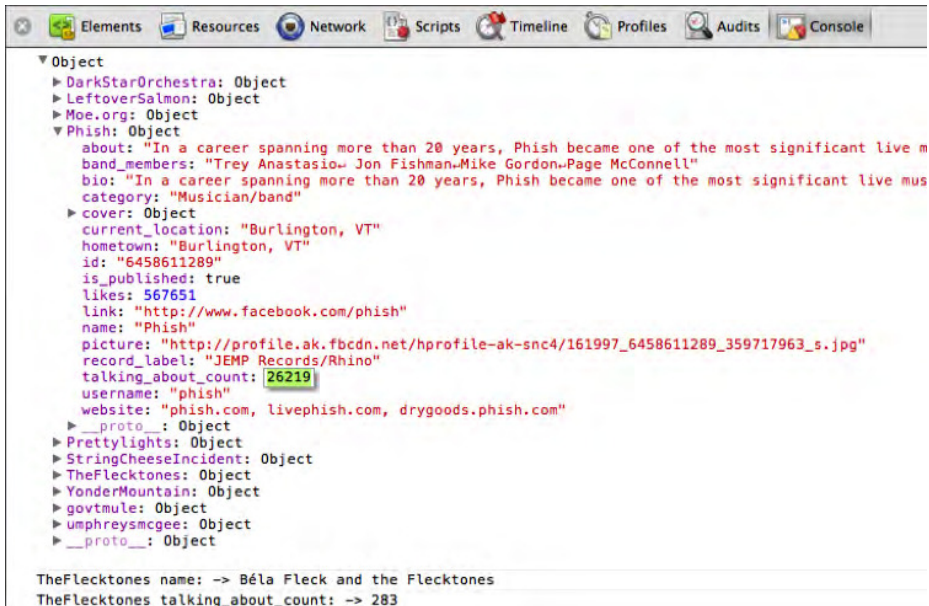 Elements Resources Network Scripts Timeline Profiles Audits Console
▼Object
▶DarkStarOrchestra: Object
▶LeftoverSalmon: Object
▶Moe.org: Object
▼Phish: Object
about: "In a career spanning more than 20 years, Phish became one of the most significant live m
band_members: "Trey Anastasio↵ Jon Fishman↵Mike Gordon↵Page McConnell"
bio: "In a career spanning more than 20 years, Phish became one of the most significant live mus
category: "Musician/band"
▶cover: Object
current_location: "Burlington, VT"
hometown: "Burlington, VT"
id: "6458611289"
is_published: true
likes: 567651
link: "http://www.facebook.com/phish"
name: "Phish"
picture: "http://profile.ak.fbcdn.net/hprofile-ak-snc4/161997_6458611289_359717963_s.jpg"
record_label: "JEMP Records/Rhino"
talking_about_count: 26219
username: "phish"
website: "phish.com, livephish.com, drygoods.phish.com"
▶__proto__: Object
▶Prettylights: Object
▶StringCheeseIncident: Object
▶TheFlecktones: Object
▶YonderMountain: Object
▶govtmule: Object
▶umphreysmcgee: Object
▶__proto__: Object
TheFlecktones name: -> Béla Fleck and the Flecktones
TheFlecktones talking_about_count: -> 283